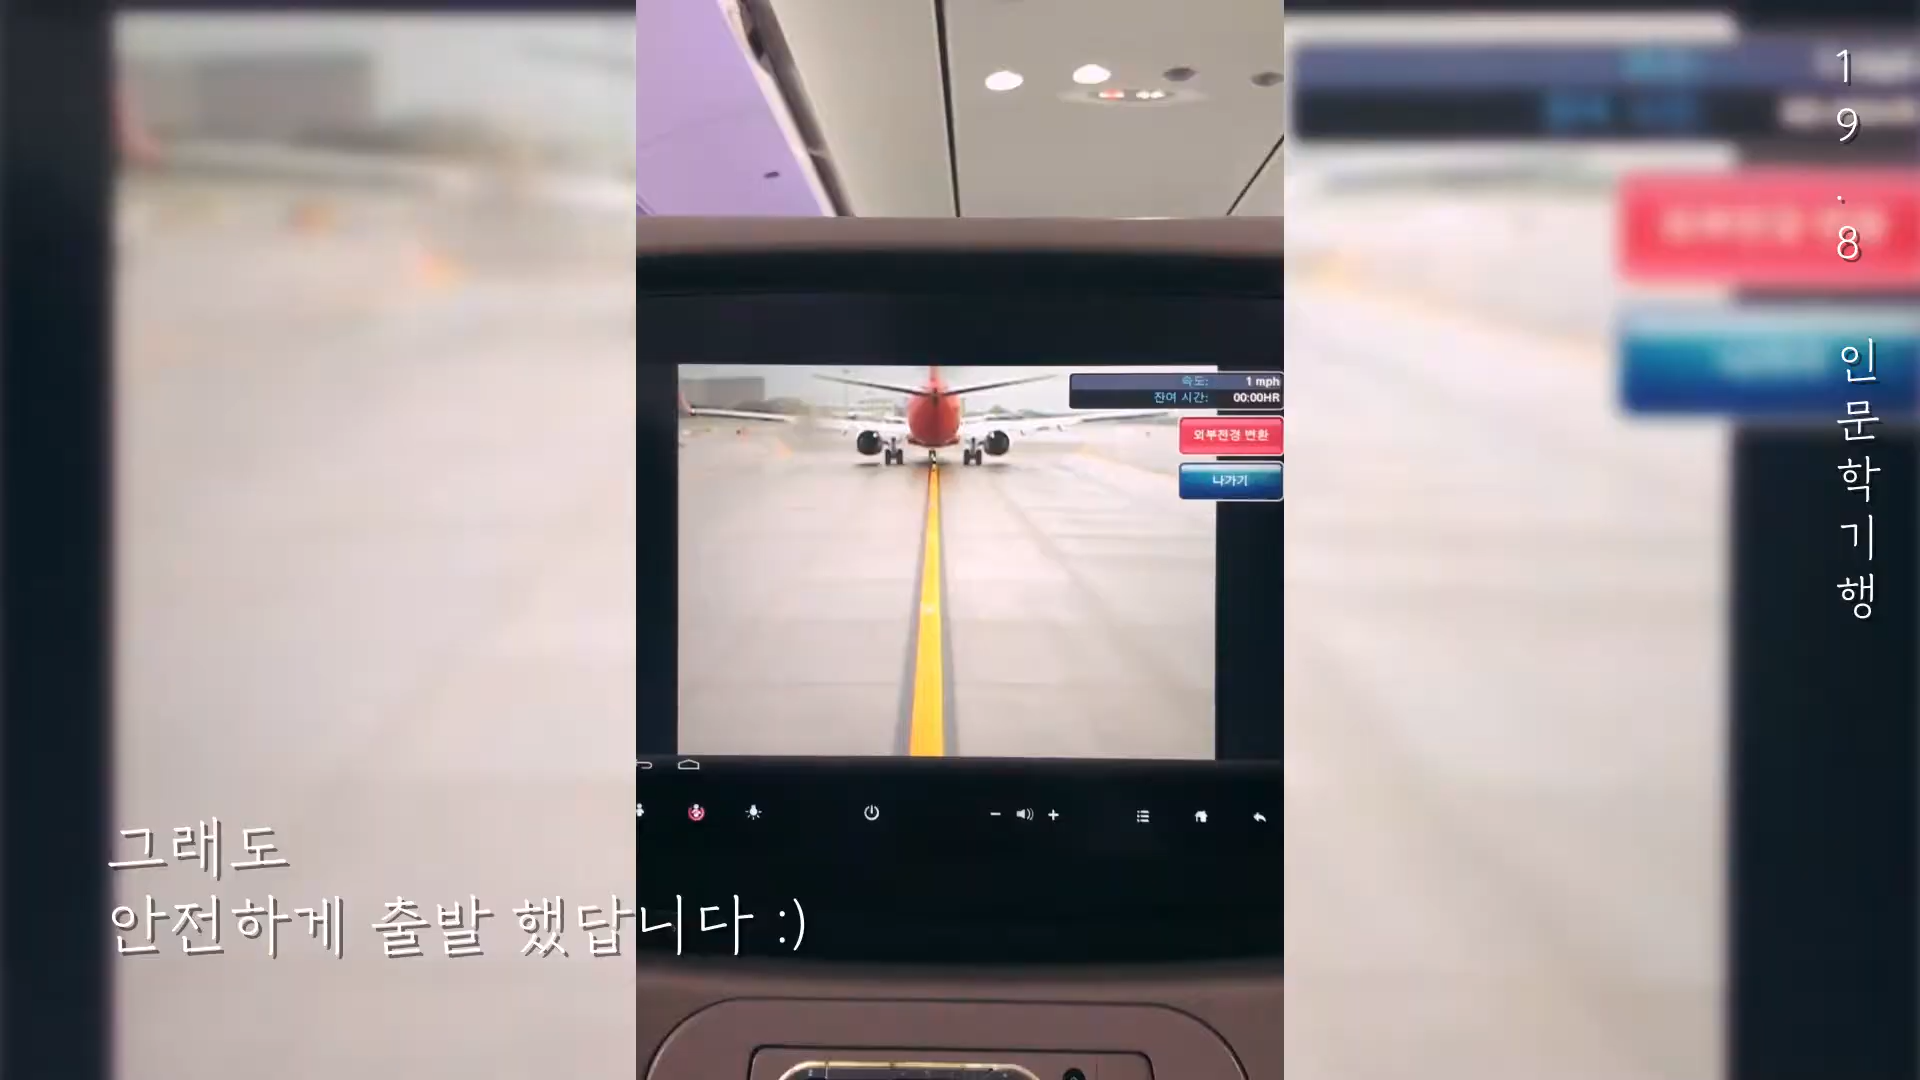 19.8 인문학기행
속도: 1 mph
잔여 시간: 00:00HR
외부전경 변환
나가기
그래도
안전하게 출발 했답니다 :)